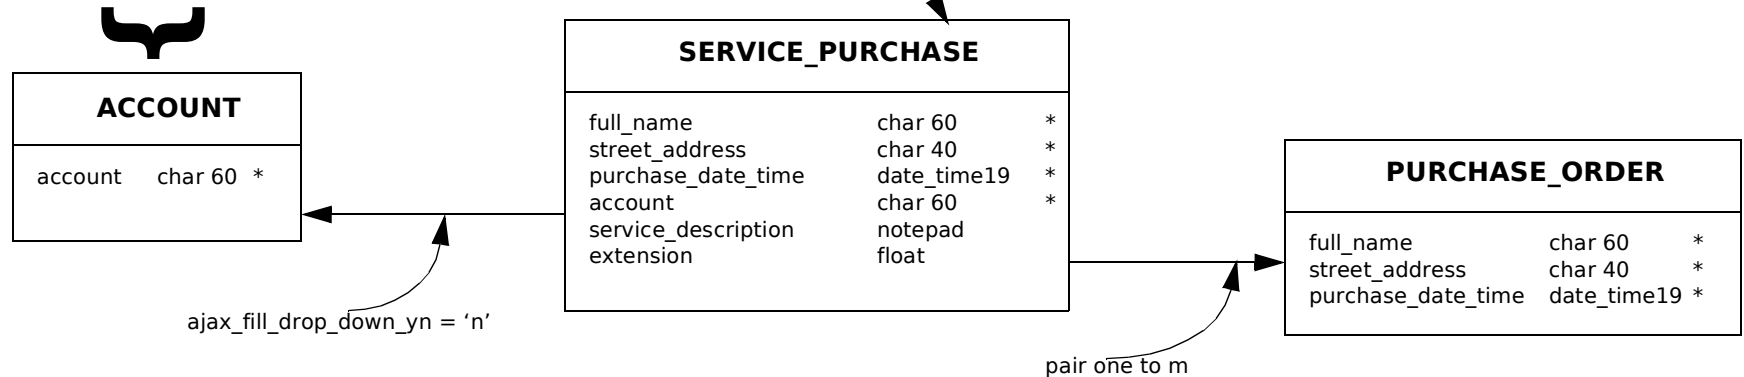 ACCOUNT
account char 60 *
SERVICE_PURCHASE
full_name char 60 *
street_address char 40 *
purchase_date_time date_time19 *
account char 60 *
service_description notepad
extension float
PURCHASE_ORDER
full_name char 60 *
street_address char 40 *
purchase_date_time date_time19 *
ajax_fill_drop_down_yn = ‘n’
pair one to m